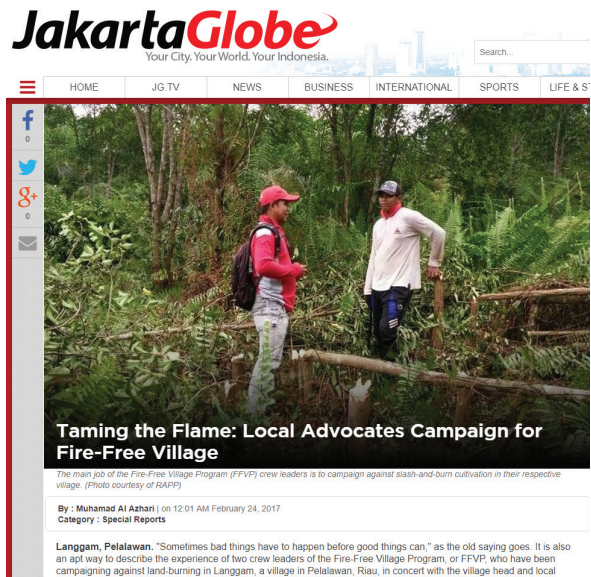 JakartaGlobe
Your City. Your World. Your Indonesia.
Search...
HOME JG.TV NEWS BUSINESS INTERNATIONAL SPORTS LIFE & S
f
0
8+
0
Taming the Flame: Local Advocates Campaign for
Fire-Free Village
The main job of the Fire-Free Village Program (FFVP) crew leaders is to campaign against slash-and-burn cultivation in their respective
village. (Photo courtesy of RAPP)
By : Muhamad Al Azhari | on 12:01 AM February 24, 2017
Category : Special Reports
Langgam, Pelalawan. "Sometimes bad things have to happen before good things can," as the old saying goes. It is also
an apt way to describe the experience of two crew leaders of the Fire-Free Village Program, or FFVP, who have been
campaigning against land-burning in Langgam, a village in Pelalawan, Riau, in concert with the village head and local